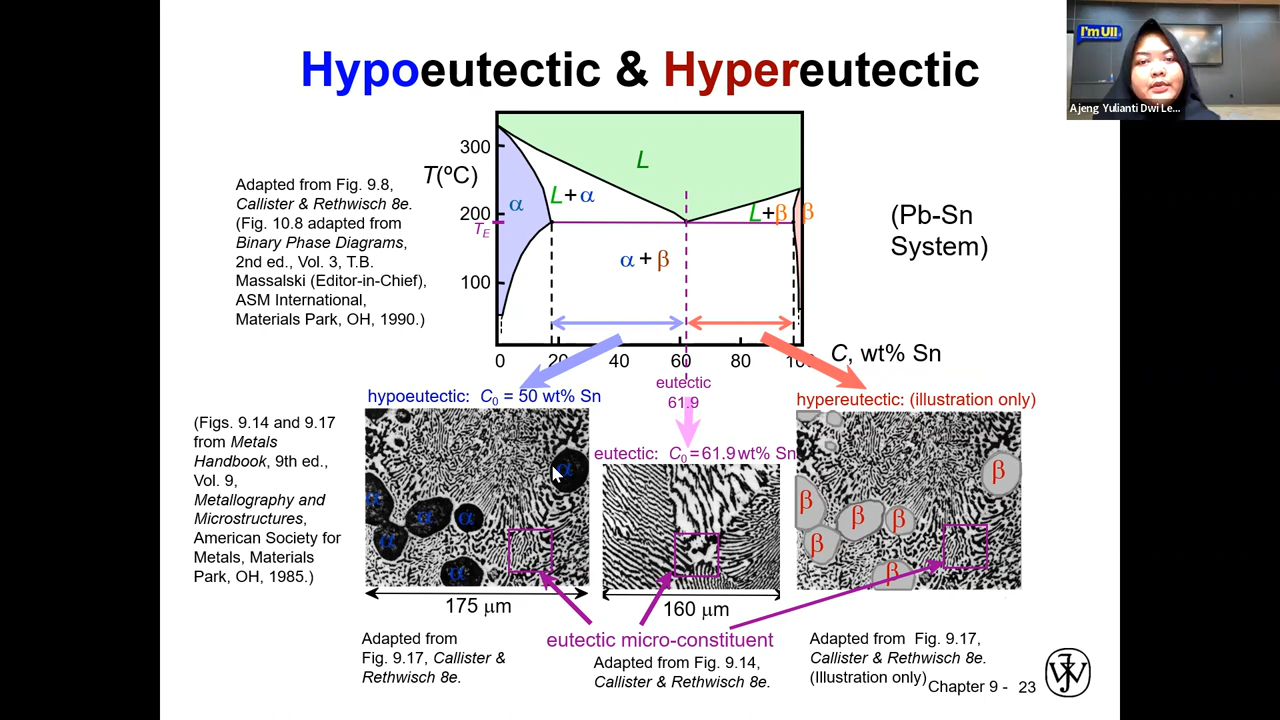 Hypoeutectic & Hypereutectic
I'm UII
Ajeng Yulianti Dwi Le...
300
T(ºC)
L
L+α
α
200
TE
L+β
β
α + β
100
0
20
40
60
80
C, wt% Sn
(Pb-Sn
System)
Adapted from Fig. 9.8,
Callister & Rethwisch 8e.
(Fig. 10.8 adapted from
Binary Phase Diagrams,
2nd ed., Vol. 3, T.B.
Massalski (Editor-in-Chief),
ASM International,
Materials Park, OH, 1990.)
eutectic
61.9
hypoeutectic: C0 = 50 wt% Sn
hypereutectic: (illustration only)
eutectic: C0=61.9wt% Sn
(Figs. 9.14 and 9.17
from Metals
Handbook, 9th ed.,
Vol. 9,
Metallography and
Microstructures,
American Society for
Metals, Materials
Park, OH, 1985.)
α
α
α
α
α
α
β
β
β
β
β
β
175 μm
160 μm
eutectic micro-constituent
Adapted from
Fig. 9.17, Callister &
Rethwisch 8e.
Adapted from Fig. 9.14,
Callister & Rethwisch 8e.
Adapted from Fig. 9.17,
Callister & Rethwisch 8e.
(Illustration only)
Chapter 9 - 23